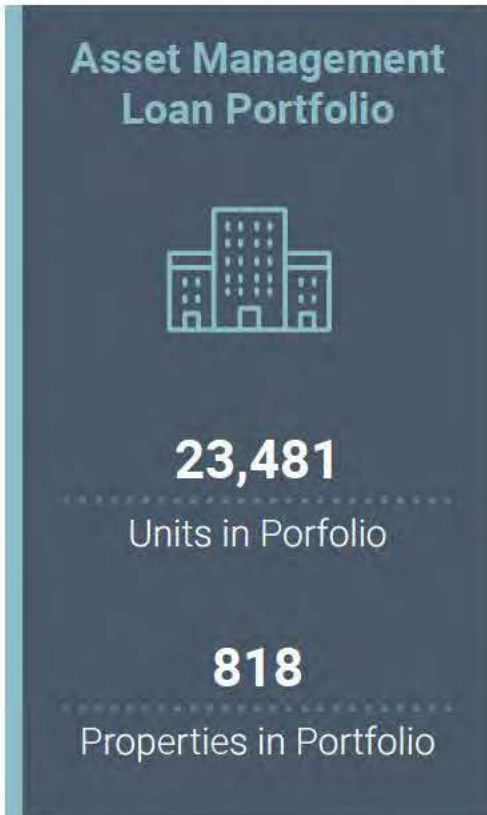 Asset Management
Loan Portfolio
23,481
Units in Porfolio
818
Properties in Portfolio